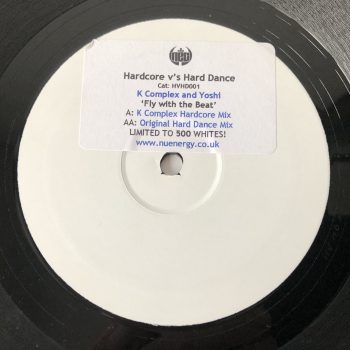 Hardcore v's Hard Dance
Cat: HVHD001
K Complex and Yoshi
'Fly with the Beat'
A: K Complex Hardcore Mix
AA: Original Hard Dance Mix
LIMITED TO 500 WHITES!
www.nuenergy.co.uk